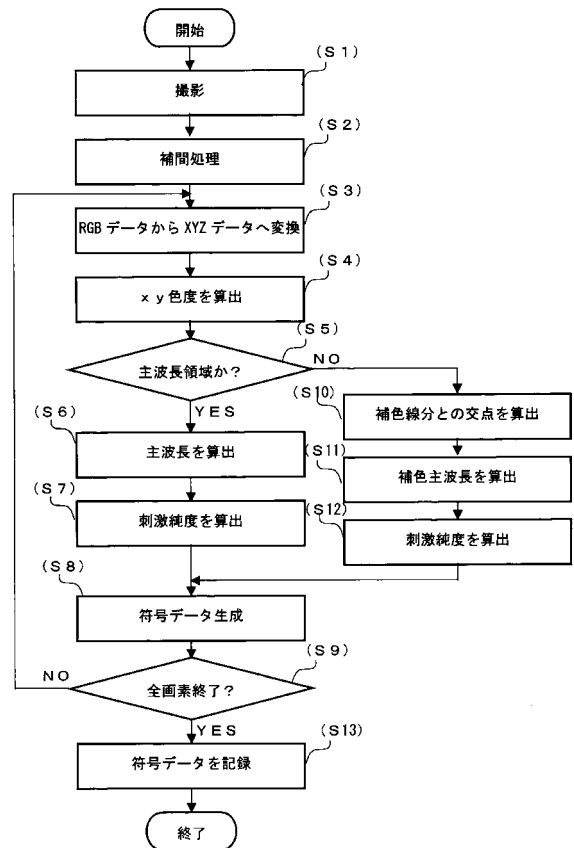 開始
(S1)
撮影
(S2)
補間処理
(S3)
RGBデータからXYZデータへ変換
(S4)
xy色度を算出
(S5)
主波長領域か?
NO
YES
(S6)
主波長を算出
(S7)
刺激純度を算出
(S10)
補色線分との交点を算出
(S11)
補色主波長を算出
(S12)
刺激純度を算出
(S8)
符号データ生成
(S9)
全画素終了?
NO
YES
(S13)
符号データを記録
終了